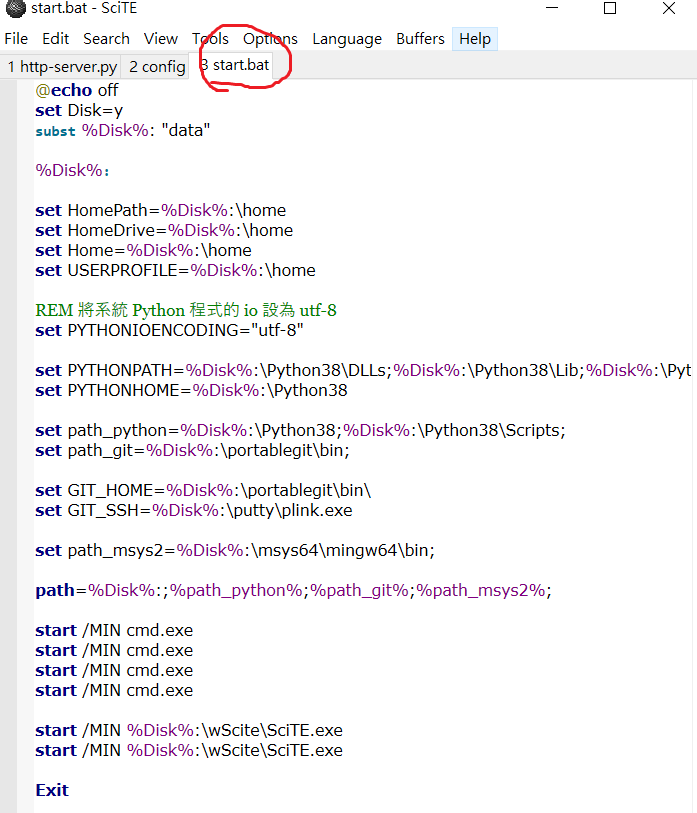 start.bat - SciTE
File Edit Search View Tools Options Language Buffers Help
1 http-server.py 2 config 3 start.bat
@echo off
set Disk=y
subst %Disk%: "data"
%Disk%:
set HomePath=%Disk%:\home
set HomeDrive=%Disk%:\home
set Home=%Disk%:\home
set USERPROFILE=%Disk%:\home
REM 將系統 Python 程式的 io 設為 utf-8
set PYTHONIOENCODING="utf-8"
set PYTHONPATH=%Disk%:\Python38\DLLs;%Disk%:\Python38\Lib;%Disk%:\Pyt
set PYTHONHOME=%Disk%:\Python38
set path_python=%Disk%:\Python38;%Disk%:\Python38\Scripts;
set path_git=%Disk%:\portablegit\bin;
set GIT_HOME=%Disk%:\portablegit\bin\
set GIT_SSH=%Disk%:\putty\plink.exe
set path_msys2=%Disk%:\msys64\mingw64\bin;
path=%Disk%:;%path_python%;%path_git%;%path_msys2%;
start /MIN cmd.exe
start /MIN cmd.exe
start /MIN cmd.exe
start /MIN cmd.exe
start /MIN %Disk%:\wScite\SciTE.exe
start /MIN %Disk%:\wScite\SciTE.exe
Exit